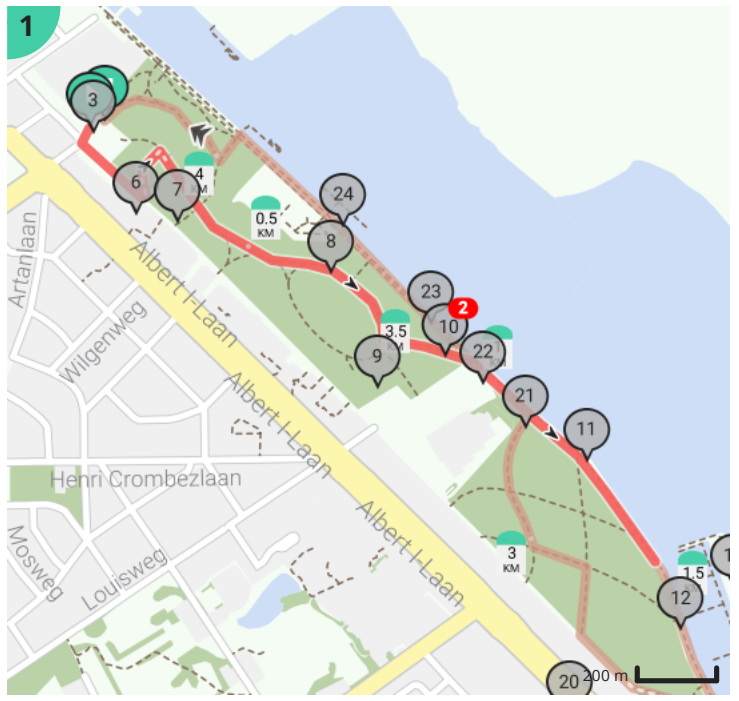 1
3
6
7
4
KM
0.5
KM
24
8
23
2
10
3.5
KM
9
22
21
11
3
KM
1.5
12
20
200 m
Artanlaan
Wilgenweg
Albert I-Laan
Albert I-Laan
Albert I-Laan
Henri Crombezlaan
Mosweg
Louisweg